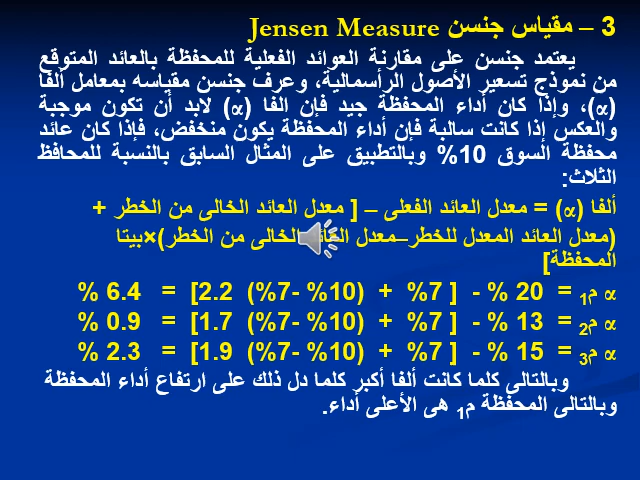 3 – مقياس جنسن Jensen Measure
يعتمد جنسن على مقارنة العوائد الفعلية للمحفظة بالعائد المتوقع
من نموذج تسعير الأصول الرأسمالية، وعرف جنسن مقياسه بمعامل ألفا
(α)، وإذا كان أداء المحفظة جيد فإن الفا (α) لابد أن تكون موجبة
والعكس إذا كانت سالبة فإن أداء المحفظة يكون منخفض، فإذا كان عائد
محفظة السوق 10% وبالتطبيق على المثال السابق بالنسبة للمحافظ
الثلاث:
ألفا (α) = معدل العائد الفعلى – [ معدل العائد الخالى من الخطر +
(معدل العائد المعدل للخطر–معدل العائد الخالى من الخطر)×بيتا
المحفظة]
α م1 = 20 % - [ 7% + (10% -7%) 2.2] = 6.4 %
α م2 = 13 % - [ 7% + (10% -7%) 1.7] = 0.9 %
α م3 = 15 % - [ 7% + (10% -7%) 1.9] = 2.3 %
وبالتالى كلما كانت ألفا أكبر كلما دل ذلك على ارتفاع أداء المحفظة
وبالتالى المحفظة م1 هى الأعلى أداء.